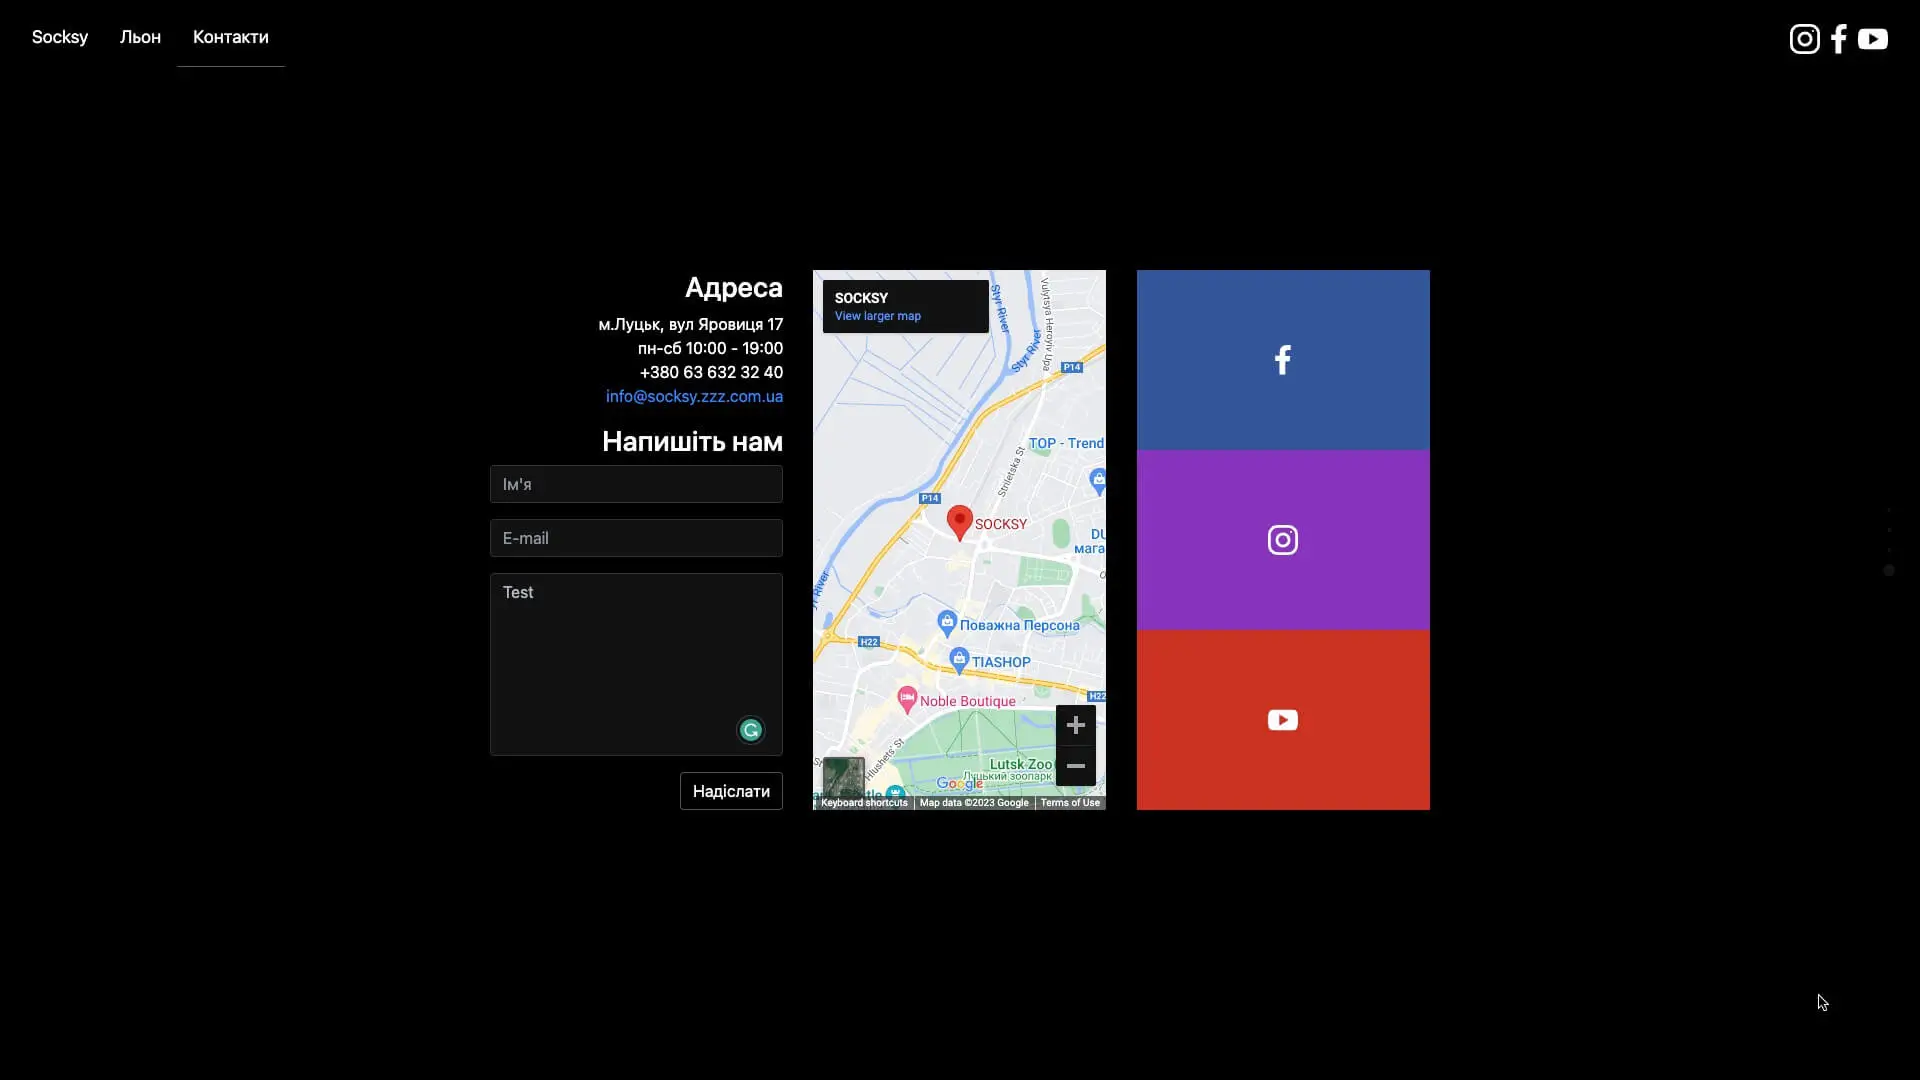 Socksy
Льон
Контакти
Адреса
м.Луцьк, вул Яровиця 17
пн-сб 10:00 - 19:00
+380 63 632 32 40
info@socksy.zzz.com.ua
Напишіть нам
Ім'я
E-mail
Test
Надіслати
SOCKSY
View larger map
Styr River
Vulytsya Heroyiv Upa
Styr River
P14
TOP - Trend
Striletska St
P14
SOCKSY
DU
мага
Поважна Персона
H22
TIASHOP
H22
Noble Boutique
Hlushets' St
Lutsk Zoo
Луцький зоопарк
Google
Keyboard shortcuts
Map data ©2023 Google
Terms of Use